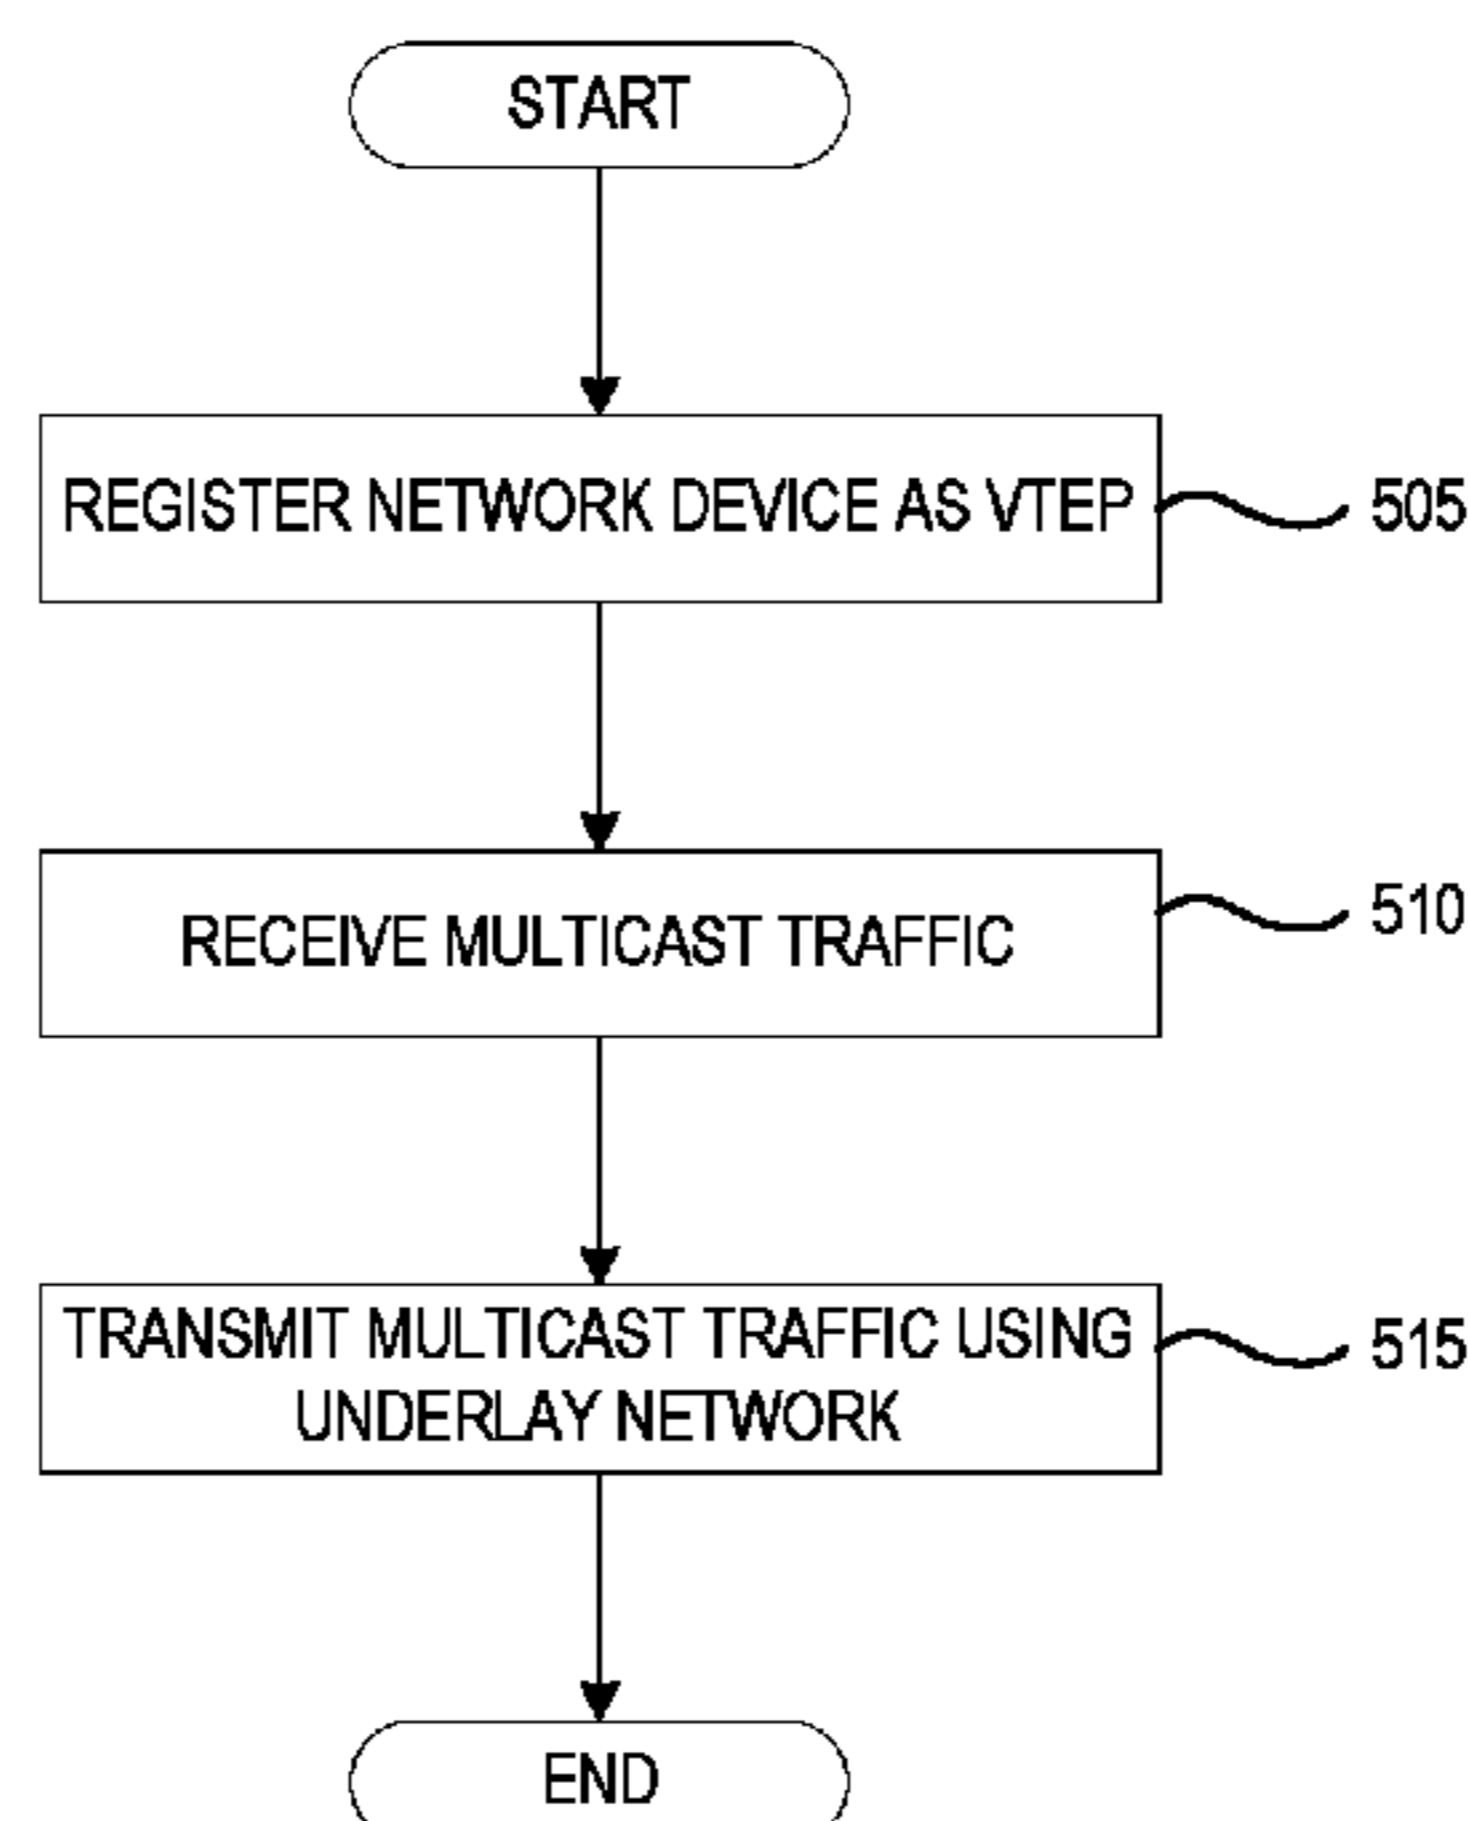 START
REGISTER NETWORK DEVICE AS VTEP
505
RECEIVE MULTICAST TRAFFIC
510
TRANSMIT MULTICAST TRAFFIC USING
UNDERLAY NETWORK
515
END